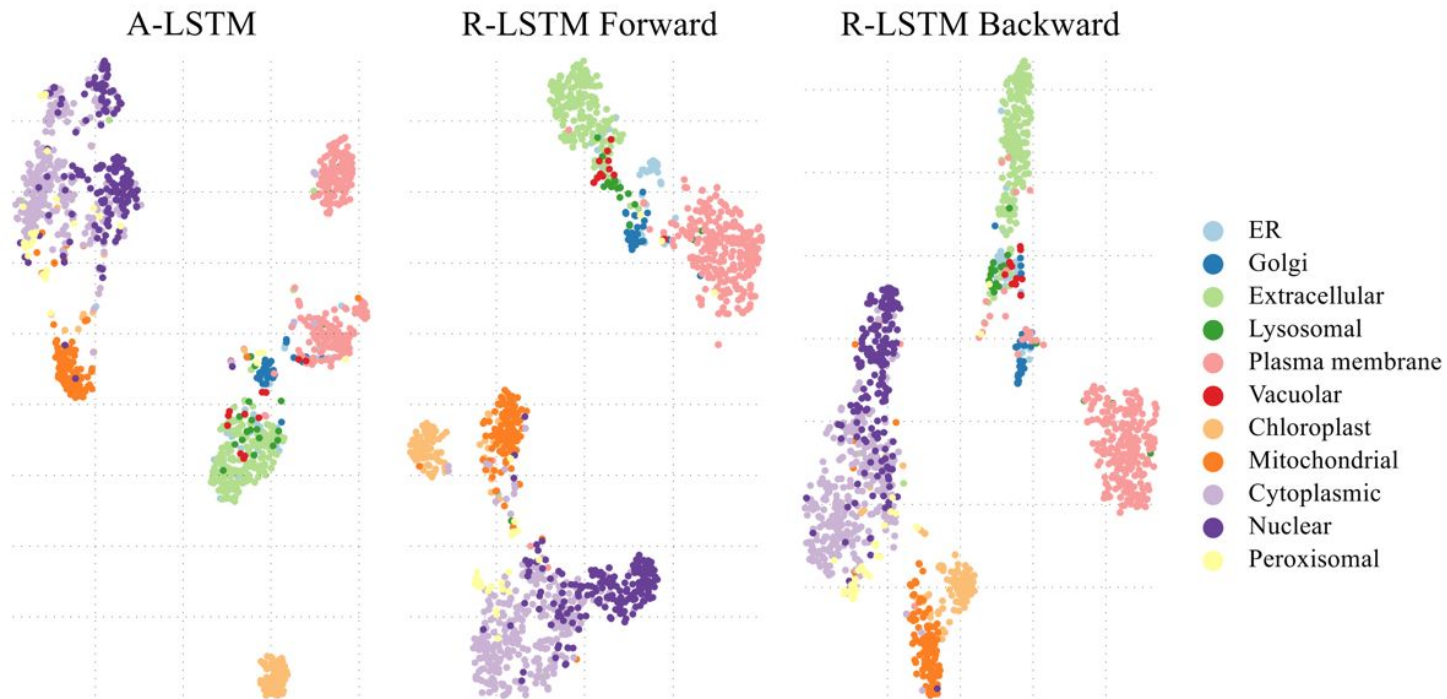 A-LSTM
R-LSTM Forward
R-LSTM Backward
ER
Golgi
Extracellular
Lysosomal
Plasma membrane
Vacuolar
Chloroplast
Mitochondrial
Cytoplasmic
Nuclear
Peroxisomal